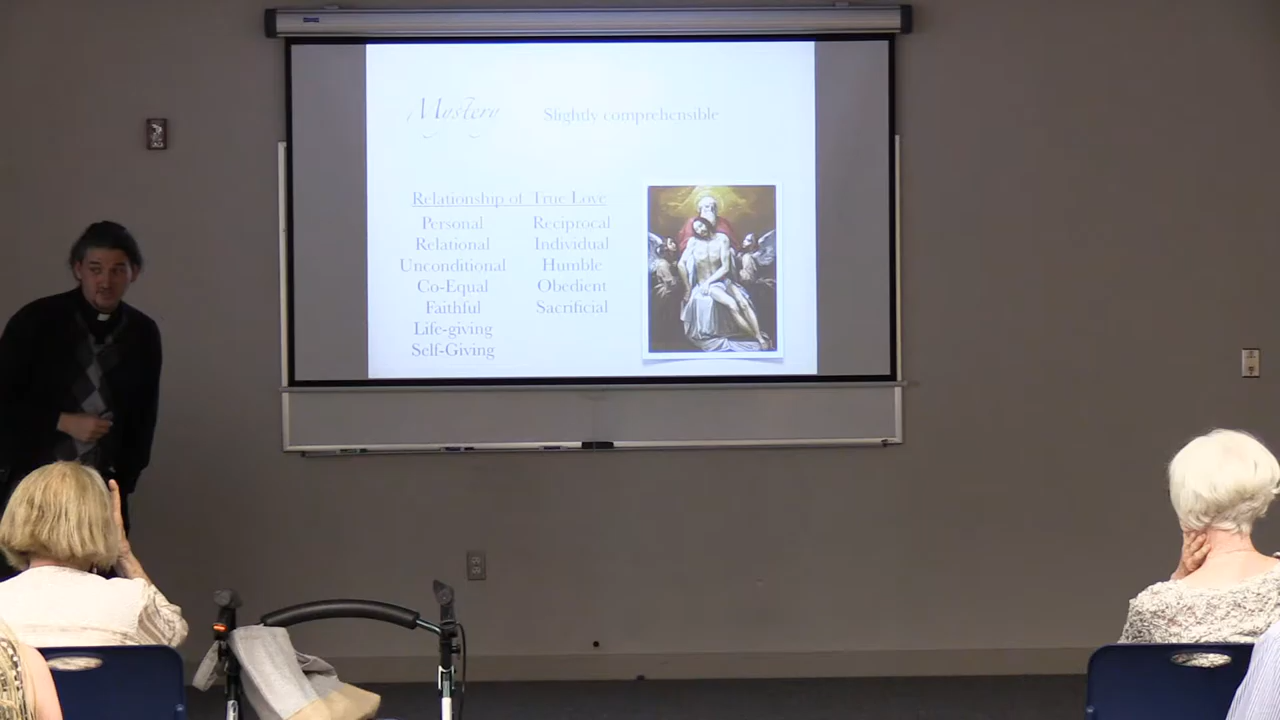 Mystery Slightly comprehensible
Relationship of True Love
Personal Reciprocal
Relational Individual
Unconditional Humble
Co-Equal Obedient
Faithful Sacrificial
Life-giving
Self-Giving